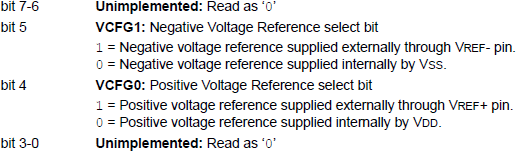 bit 7-6 Unimplemented: Read as ‘0’
bit 5 VCFG1: Negative Voltage Reference select bit
1 = Negative voltage reference supplied externally through VREF- pin.
0 = Negative voltage reference supplied internally by VSS.
bit 4 VCFG0: Positive Voltage Reference select bit
1 = Positive voltage reference supplied externally through VREF+ pin.
0 = Positive voltage reference supplied internally by VDD.
bit 3-0 Unimplemented: Read as ‘0’